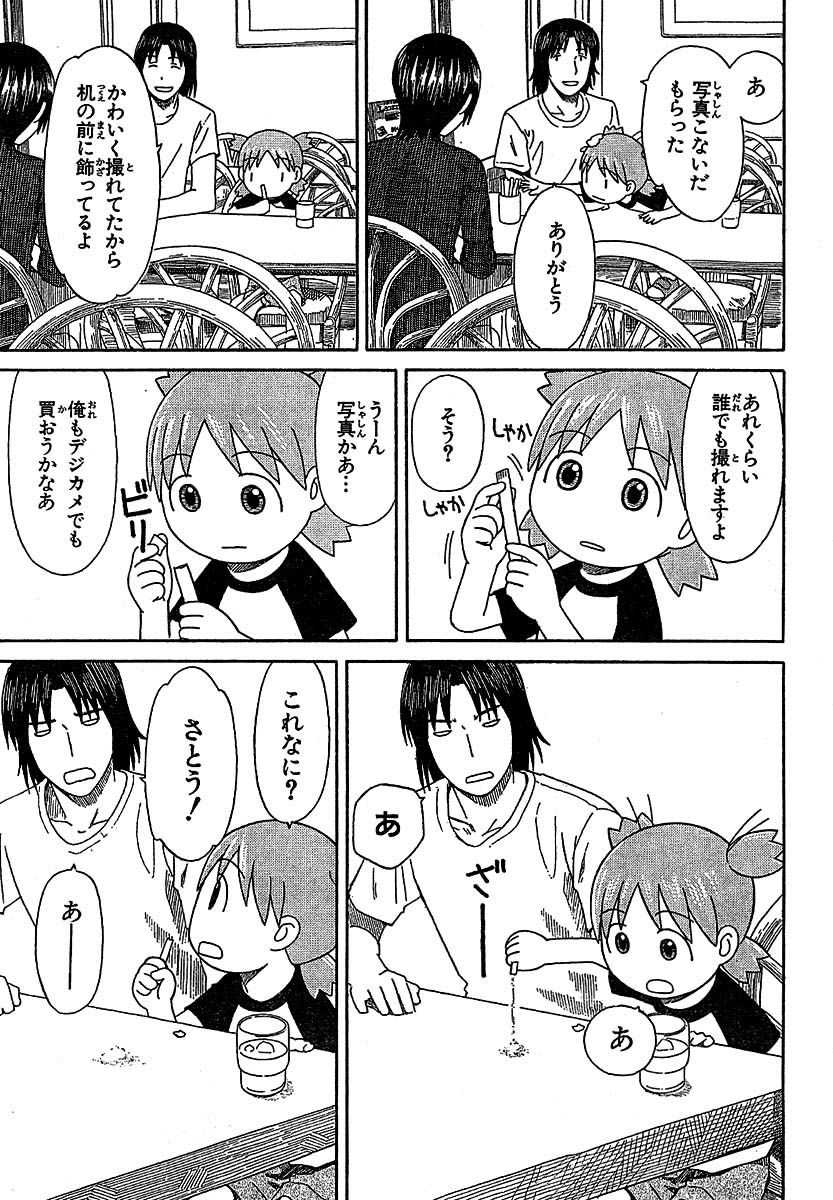 あ
写真こないだ
もらった
ありがとう
かわいく撮れてたから
机の前に飾ってるよ
あれくらい
誰でも撮れますよ
そう?
しゃか
しゃか
うーん
写真かあ…
ビリ
俺もデジカメでも
買おうかなあ
あ
ざーー
あ
これなに?
さとう!
あーー